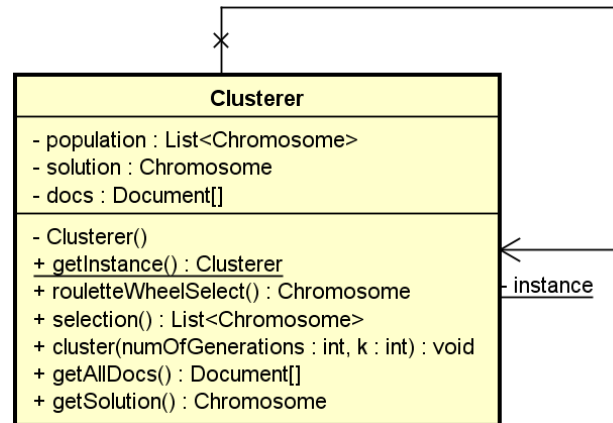 Clusterer
- population : List<Chromosome>
- solution : Chromosome
- docs : Document[]
- Clusterer()
+ getInstance() : Clusterer
- instance
+ rouletteWheelSelect() : Chromosome
+ selection() : List<Chromosome>
+ cluster(numOfGenerations : int, k : int) : void
+ getAllDocs() : Document[]
+ getSolution() : Chromosome